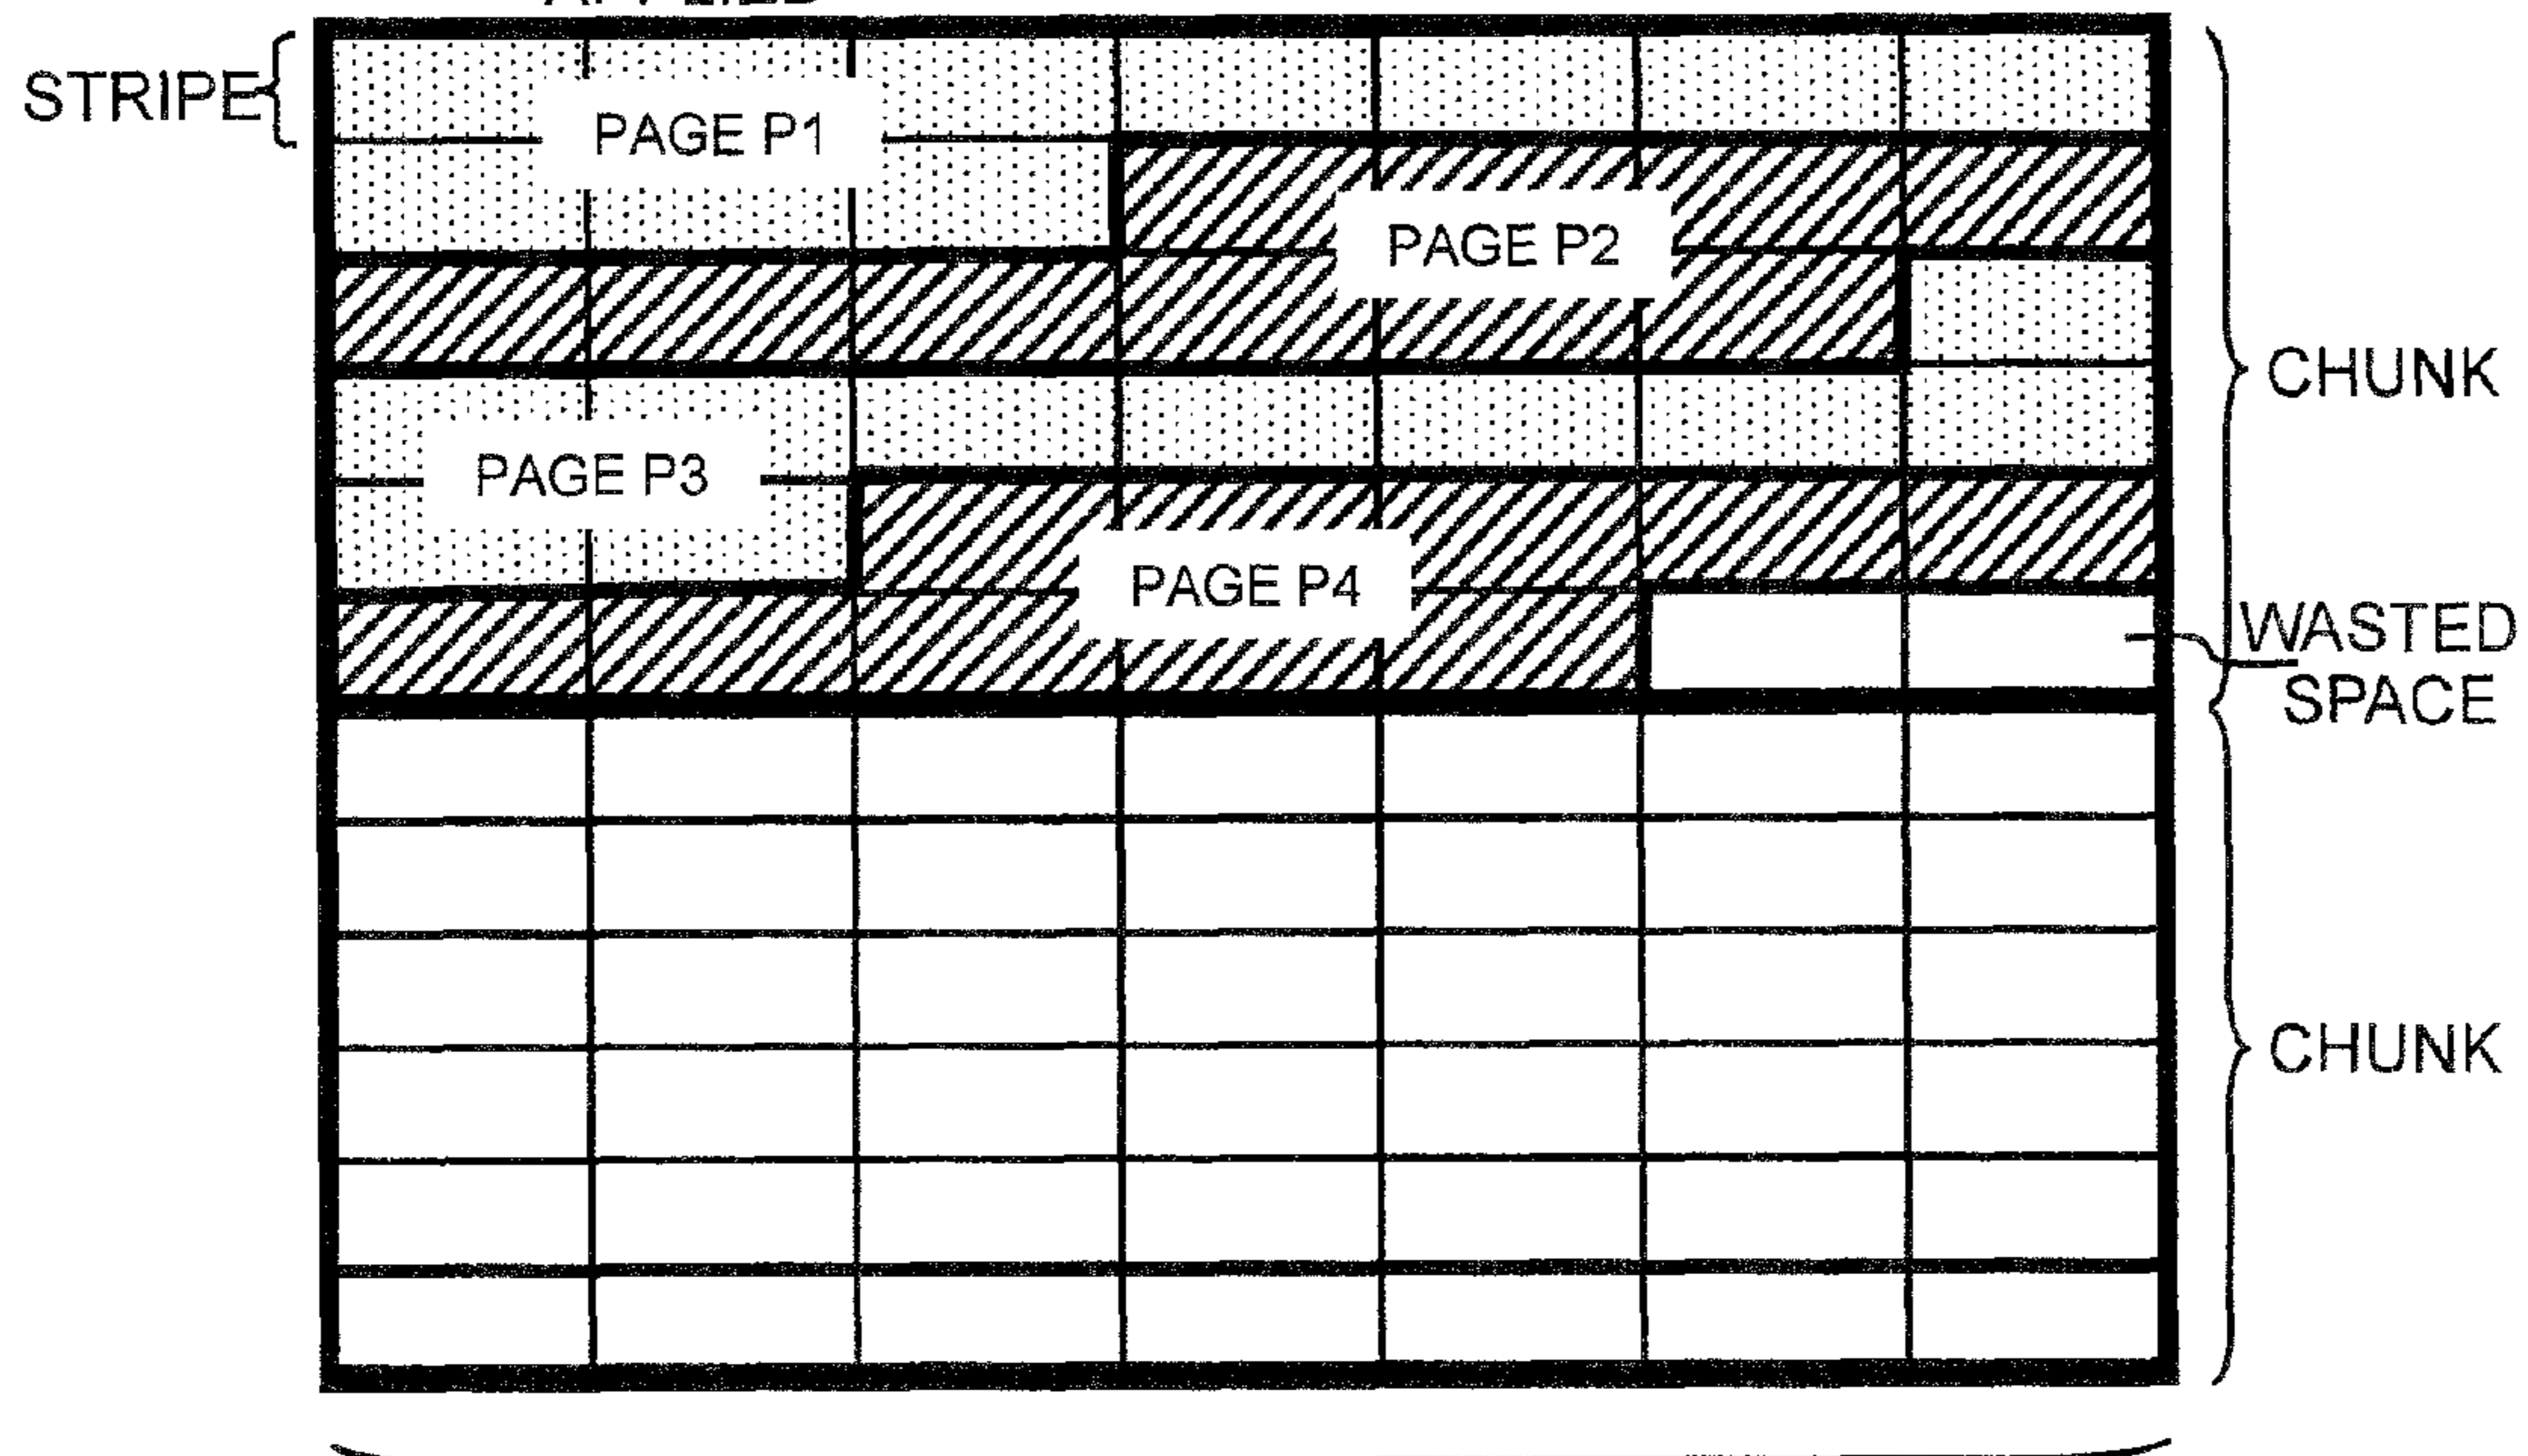 STRIPE
PAGE P1
PAGE P2
CHUNK
PAGE P3
PAGE P4
WASTED
SPACE
CHUNK